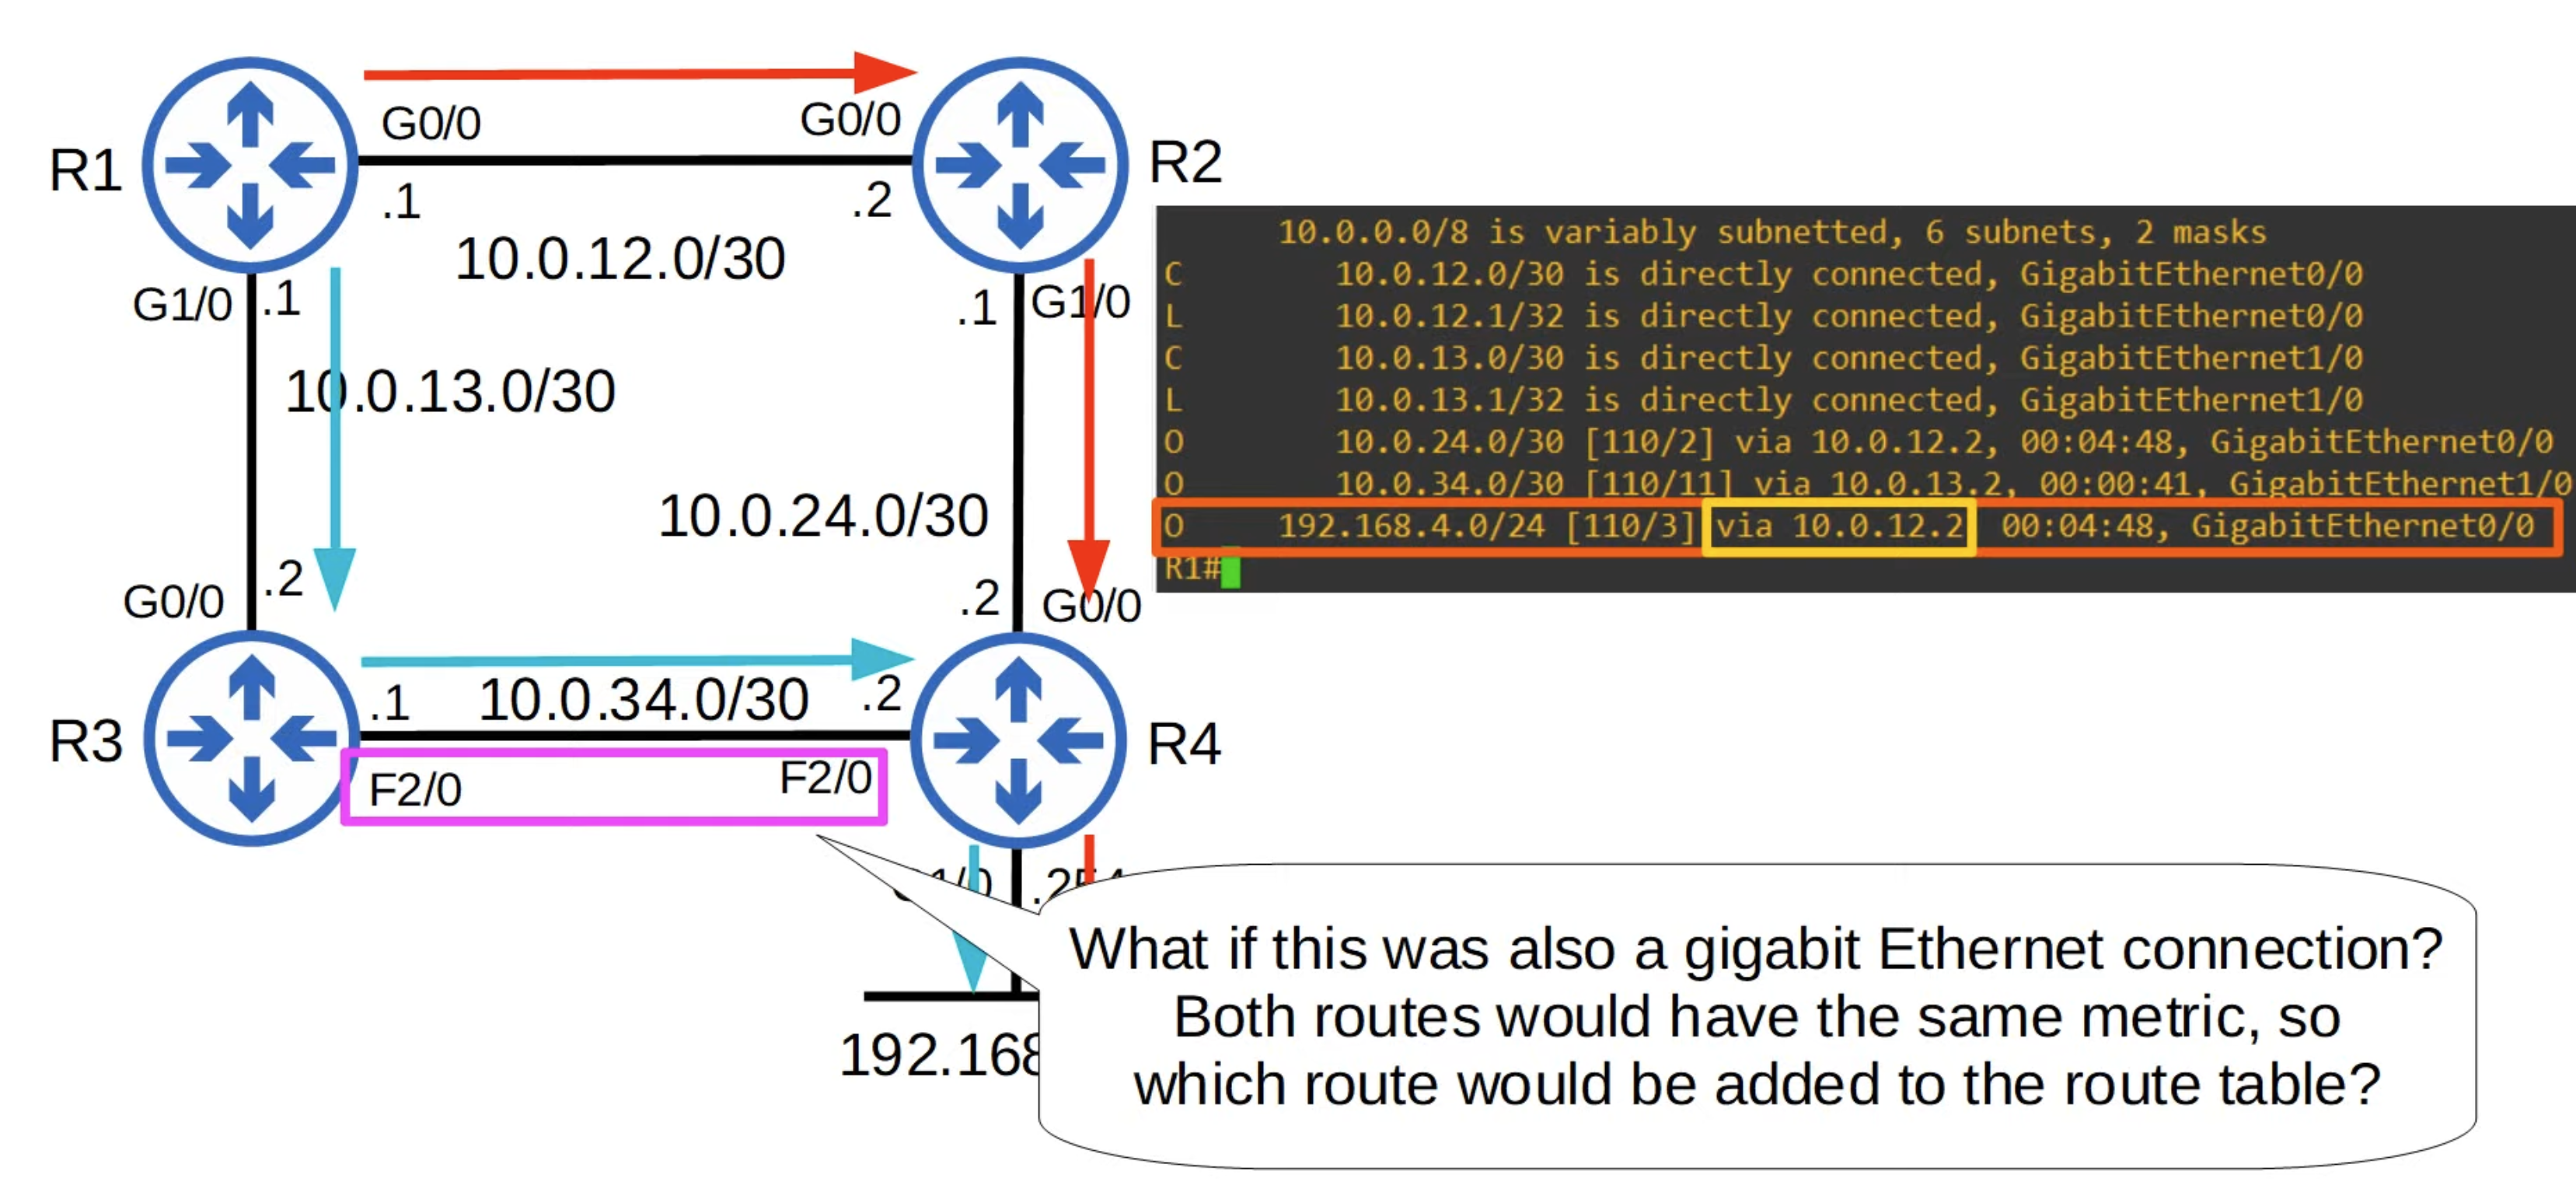 G0/0
G0/0
R1
R2
.1
.2
10.0.12.0/30
G1/0
.1
.1
G1/0
10.0.13.0/30
10.0.24.0/30
G0/0
.2
.2
G0/0
10.0.0.0/8 is variably subnetted, 6 subnets, 2 masks
C 10.0.12.0/30 is directly connected, GigabitEthernet0/0
L 10.0.12.1/32 is directly connected, GigabitEthernet0/0
C 10.0.13.0/30 is directly connected, GigabitEthernet1/0
L 10.0.13.1/32 is directly connected, GigabitEthernet1/0
O 10.0.24.0/30 [110/2] via 10.0.12.2, 00:04:48, GigabitEthernet0/0
O 10.0.34.0/30 [110/11] via 10.0.13.2, 00:00:41, GigabitEthernet1/0
O 192.168.4.0/24 [110/3] via 10.0.12.2 00:04:48, GigabitEthernet0/0
R1#
.1
10.0.34.0/30
.2
R3
R4
F2/0
F2/0
192.168
What if this was also a gigabit Ethernet connection?
Both routes would have the same metric, so
which route would be added to the route table?